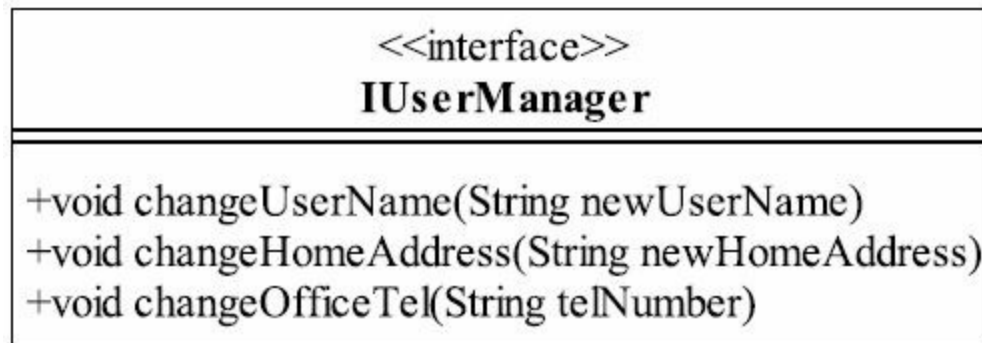 <<interface>>
IUserManager
+void changeUserName(String newUserName)
+void changeHomeAddress(String newHomeAddress)
+void changeOfficeTel(String telNumber)